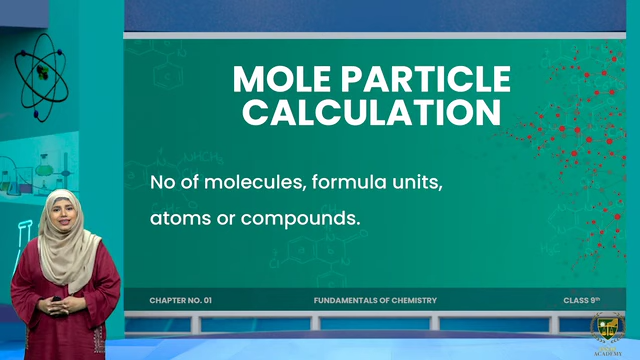 MOLE PARTICLE
CALCULATION
No of molecules, formula units,
atoms or compounds.
CHAPTER NO. 01
FUNDAMENTALS OF CHEMISTRY
CLASS 9th
ACADEMY